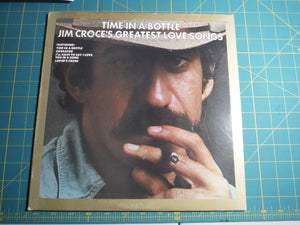 TIME IN A BOTTLE
JIM CROCE'S GREATEST LOVE SONGS
FEATURING:
TIME IN A BOTTLE
OPERATOR
I'LL HAVE TO SAY I LOVE
YOU IN A SONG
LOVER'S CROSS